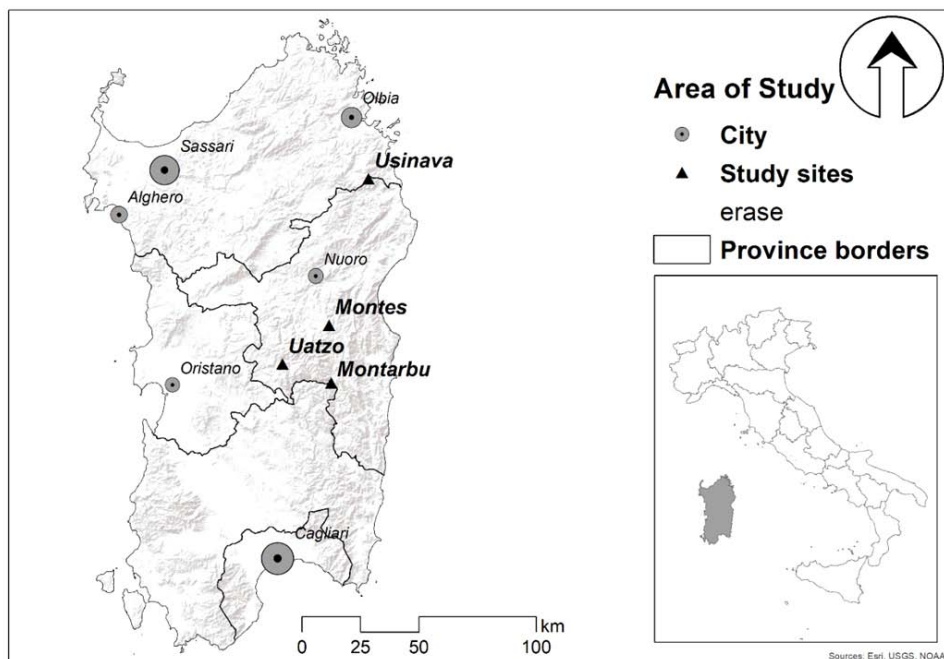 Olbia
Sassari
Usinava
Alghero
Nuoro
Montes
Uatzo
Oristano
Montarbu
Cagliari
km
0 25 50 100
Area of Study
City
Study sites
erase
Province borders
Sources: Esri, USGS, NOAA